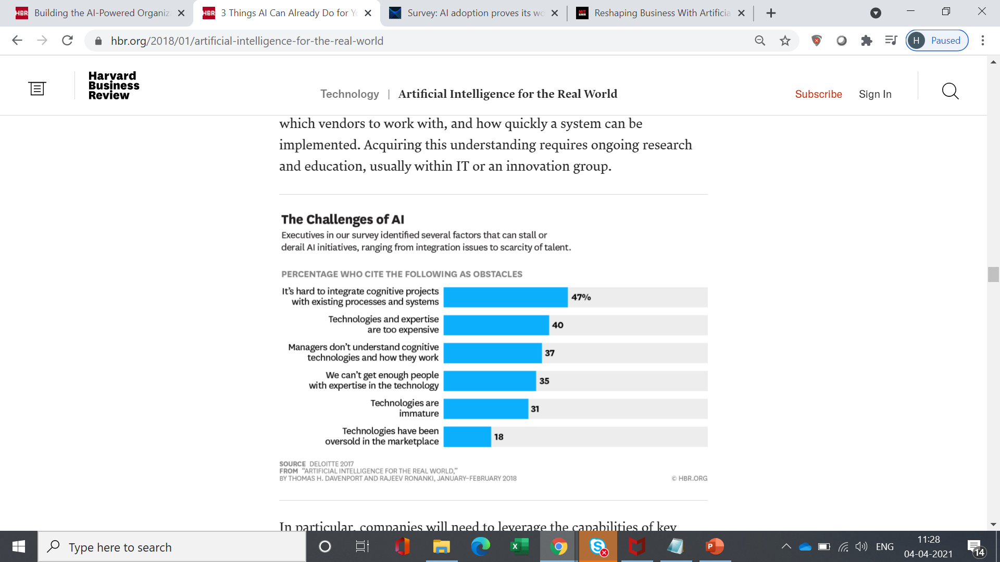 HBR Building the AI-Powered Organiz
HBR 3 Things AI Can Already Do for Yo
Survey: AI adoption proves its wo
MIT SMR Reshaping Business With Artificia
hbr.org/2018/01/artificial-intelligence-for-the-real-world
H Paused
Harvard
Business
Review
Technology | Artificial Intelligence for the Real World
Subscribe Sign In
which vendors to work with, and how quickly a system can be
implemented. Acquiring this understanding requires ongoing research
and education, usually within IT or an innovation group.
The Challenges of AI
Executives in our survey identified several factors that can stall or
derail AI initiatives, ranging from integration issues to scarcity of talent.
PERCENTAGE WHO CITE THE FOLLOWING AS OBSTACLES
It’s hard to integrate cognitive projects
with existing processes and systems
47%
Technologies and expertise
are too expensive
40
Managers don’t understand cognitive
technologies and how they work
37
We can’t get enough people
with expertise in the technology
35
Technologies are
immature
31
Technologies have been
oversold in the marketplace
18
SOURCE DELOITTE 2017
FROM “ARTIFICIAL INTELLIGENCE FOR THE REAL WORLD,”
BY THOMAS H. DAVENPORT AND RAJEEV RONANKI, JANUARY–FEBRUARY 2018
© HBR.ORG
In particular, companies will need to leverage the capabilities of key
Type here to search
ENG
11:28
04-04-2021
14